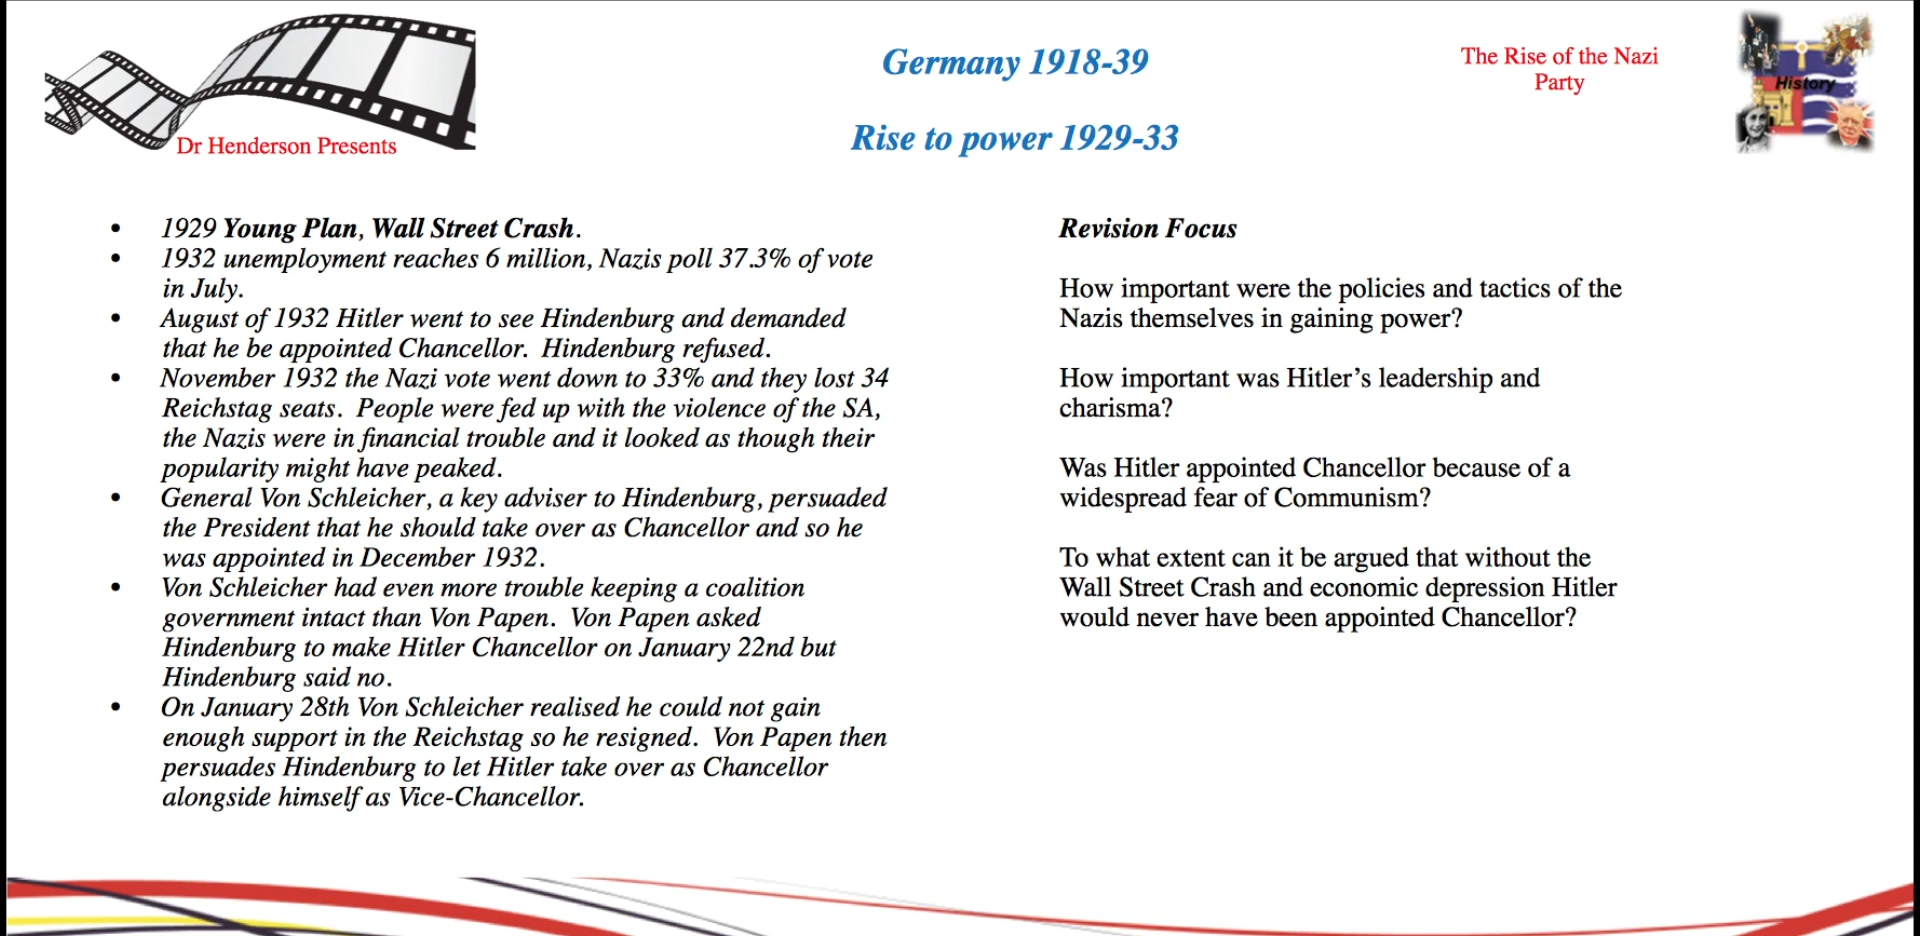 Dr Henderson Presents
Germany 1918-39
Rise to power 1929-33
The Rise of the Nazi
Party
History
• 1929 Young Plan, Wall Street Crash.
• 1932 unemployment reaches 6 million, Nazis poll 37.3% of vote
in July.
• August of 1932 Hitler went to see Hindenburg and demanded
that he be appointed Chancellor. Hindenburg refused.
• November 1932 the Nazi vote went down to 33% and they lost 34
Reichstag seats. People were fed up with the violence of the SA,
the Nazis were in financial trouble and it looked as though their
popularity might have peaked.
• General Von Schleicher, a key adviser to Hindenburg, persuaded
the President that he should take over as Chancellor and so he
was appointed in December 1932.
• Von Schleicher had even more trouble keeping a coalition
government intact than Von Papen. Von Papen asked
Hindenburg to make Hitler Chancellor on January 22nd but
Hindenburg said no.
• On January 28th Von Schleicher realised he could not gain
enough support in the Reichstag so he resigned. Von Papen then
persuades Hindenburg to let Hitler take over as Chancellor
alongside himself as Vice-Chancellor.
Revision Focus
How important were the policies and tactics of the
Nazis themselves in gaining power?
How important was Hitler’s leadership and
charisma?
Was Hitler appointed Chancellor because of a
widespread fear of Communism?
To what extent can it be argued that without the
Wall Street Crash and economic depression Hitler
would never have been appointed Chancellor?